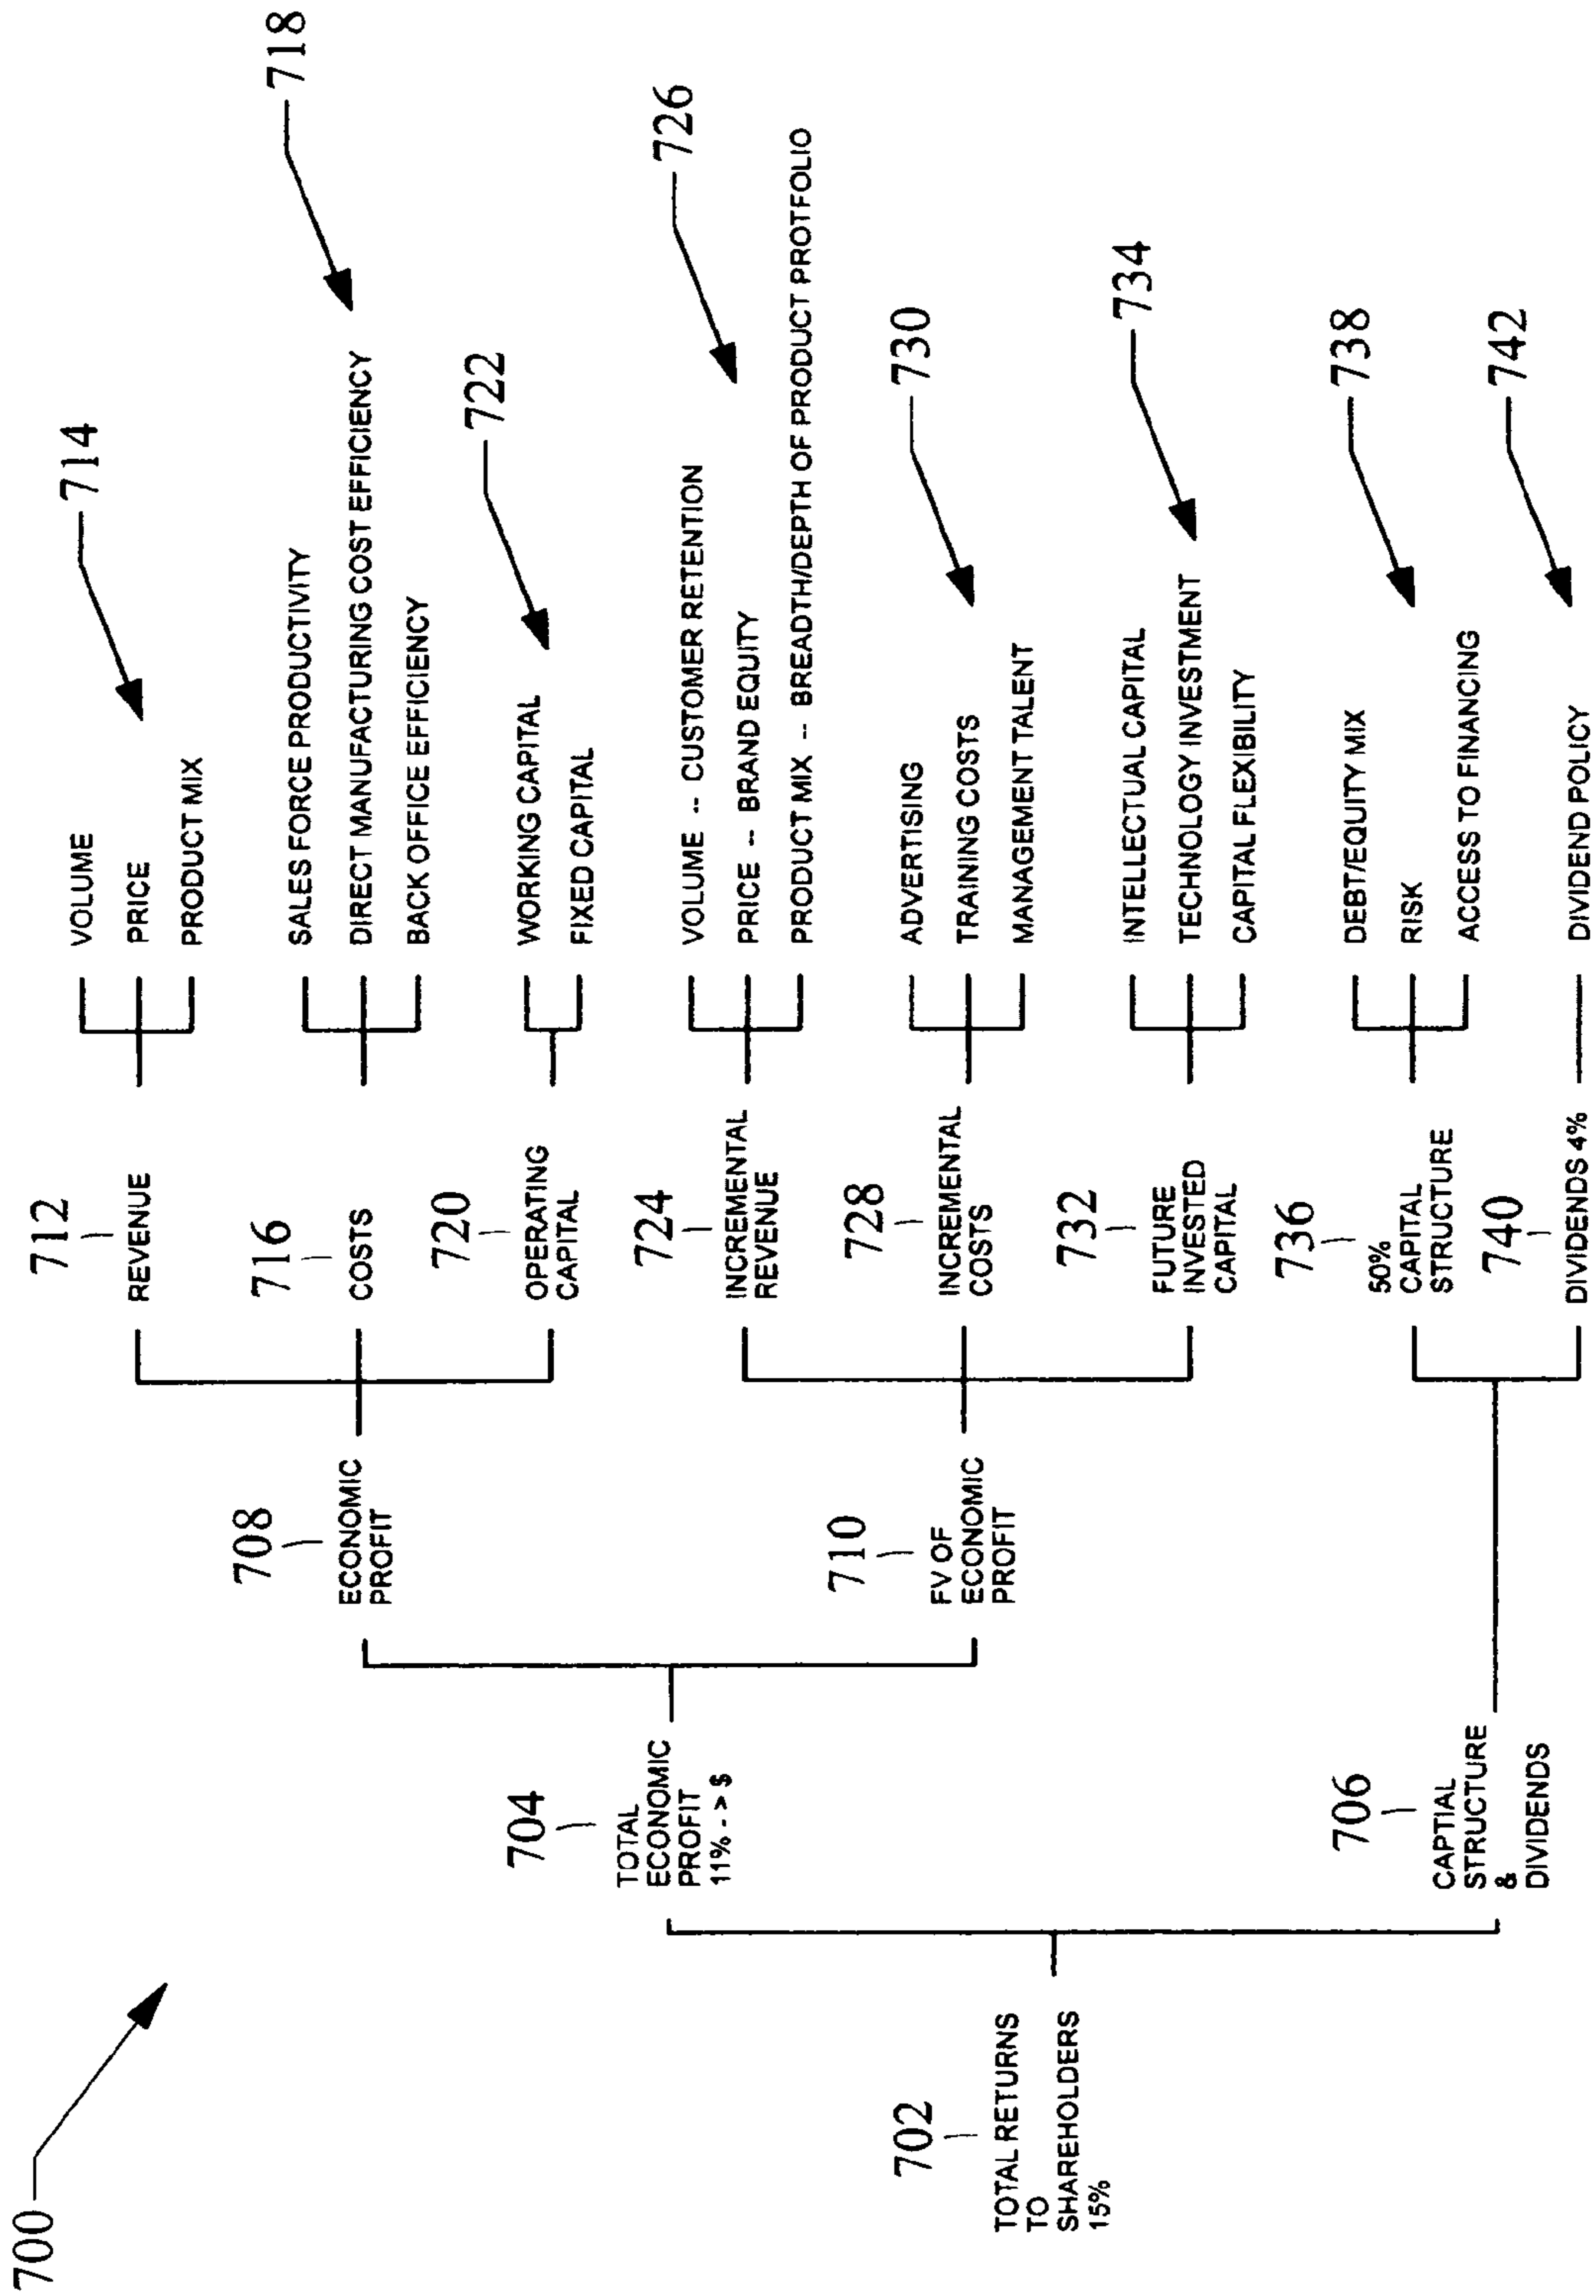 700
702
TOTAL RETURNS
TO
SHAREHOLDERS
15%
704
TOTAL
ECONOMIC
PROFIT
11% - > $
706
CAPTIAL
STRUCTURE
&
DIVIDENDS
708
ECONOMIC
PROFIT
710
FV OF
ECONOMIC
PROFIT
712
REVENUE
714
VOLUME
PRICE
PRODUCT MIX
716
COSTS
718
SALES FORCE PRODUCTIVITY
DIRECT MANUFACTURING COST EFFICIENCY
BACK OFFICE EFFICIENCY
720
OPERATING
CAPITAL
722
WORKING CAPITAL
FIXED CAPITAL
724
INCREMENTAL
REVENUE
726
VOLUME -- CUSTOMER RETENTION
PRICE -- BRAND EQUITY
PRODUCT MIX -- BREADTH/DEPTH OF PRODUCT PROTFOLIO
728
INCREMENTAL
COSTS
730
ADVERTISING
TRAINING COSTS
MANAGEMENT TALENT
732
FUTURE
INVESTED
CAPITAL
734
INTELLECTUAL CAPITAL
TECHNOLOGY INVESTMENT
CAPITAL FLEXIBILITY
736
50%
CAPITAL
STRUCTURE
738
DEBT/EQUITY MIX
RISK
ACCESS TO FINANCING
740
DIVIDENDS 4%
742
DIVIDEND POLICY